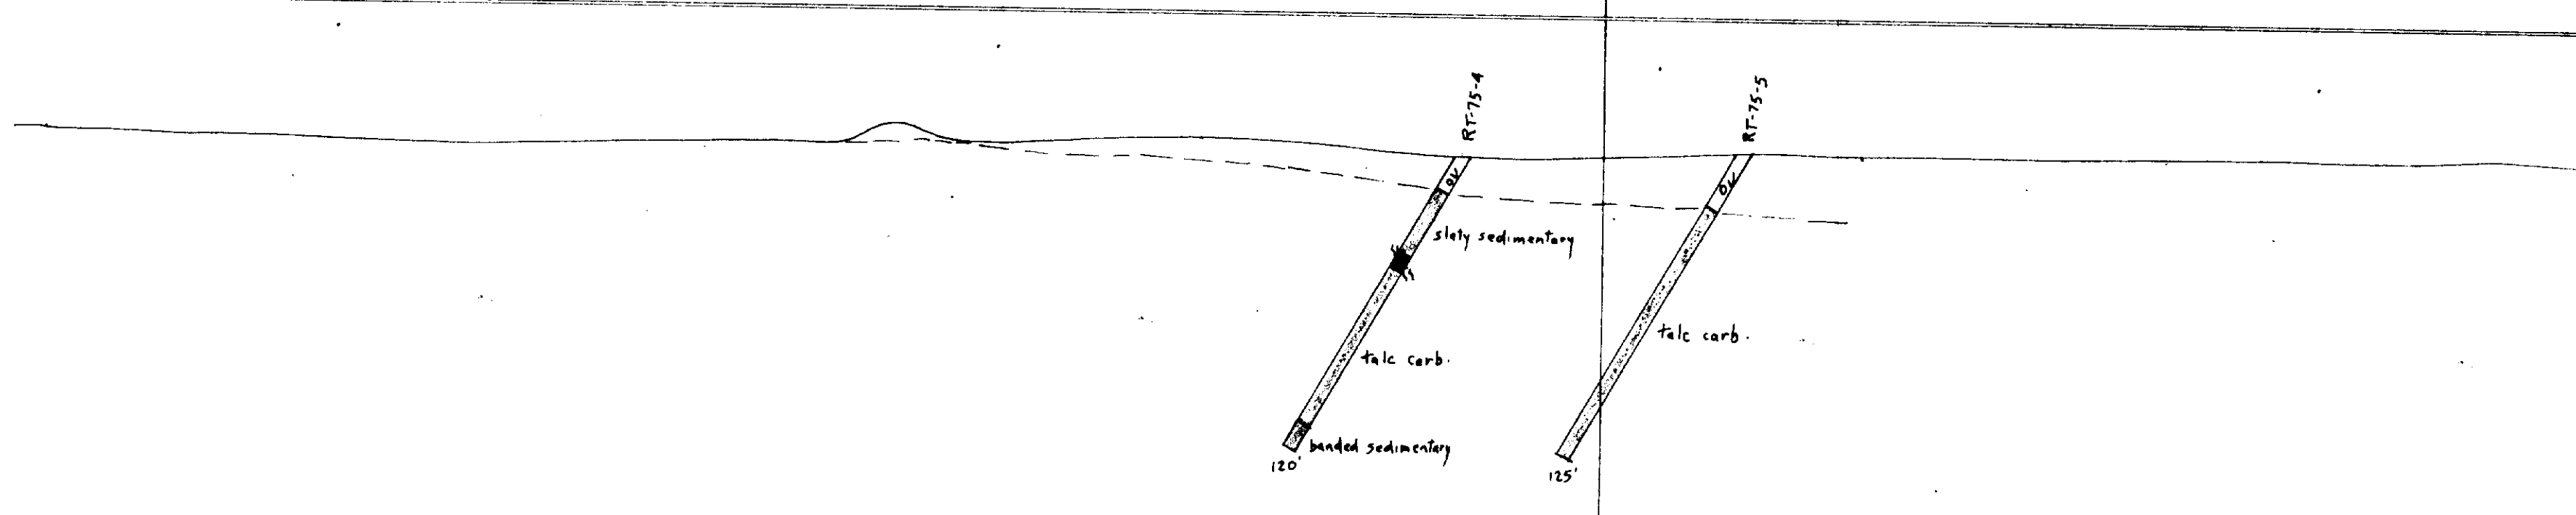 RT-75-4
RT-75-5
OV
OV
slaty sedimentary
talc carb.
talc carb.
banded sedimentary
120'
125'